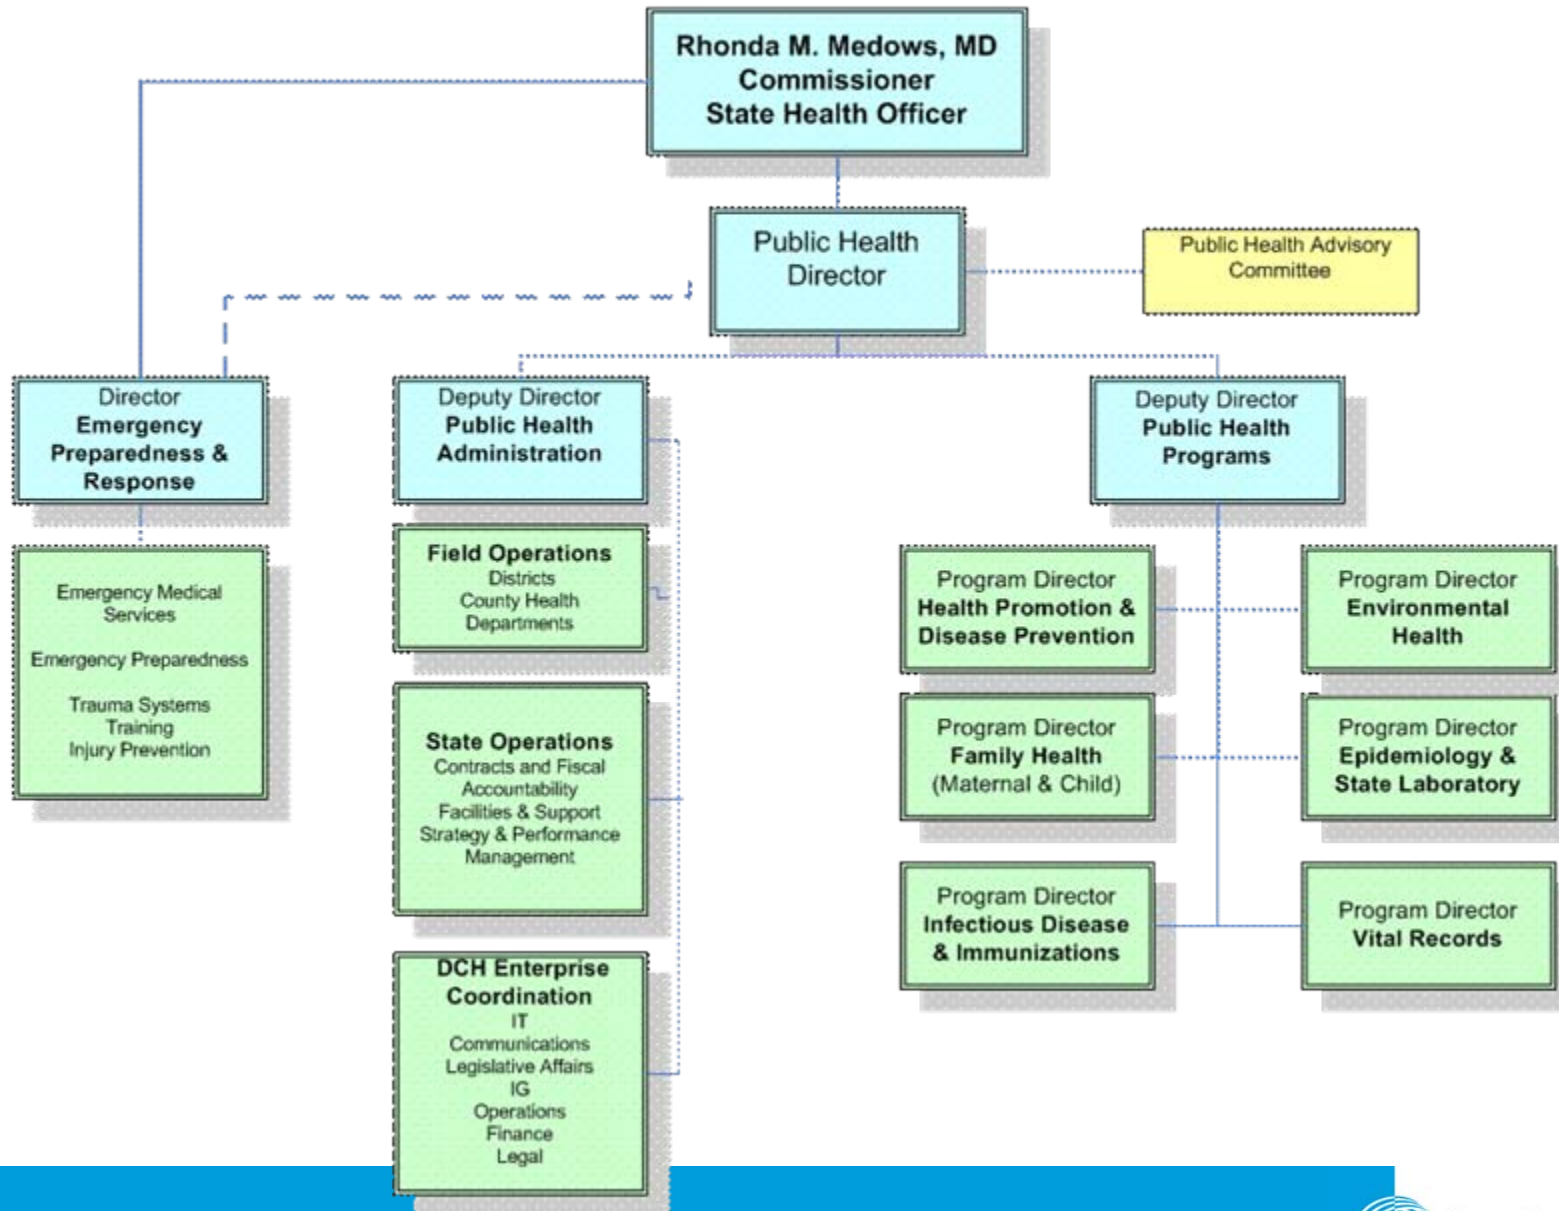 Rhonda M. Medows, MD
Commissioner
State Health Officer
Public Health
Director
Public Health Advisory
Committee
Director
Emergency
Preparedness &
Response
Emergency Medical
Services
Emergency Preparedness
Trauma Systems
Training
Injury Prevention
Deputy Director
Public Health
Administration
Field Operations
Districts
County Health
Departments
State Operations
Contracts and Fiscal
Accountability
Facilities & Support
Strategy & Performance
Management
DCH Enterprise
Coordination
IT
Communications
Legislative Affairs
IG
Operations
Finance
Legal
Deputy Director
Public Health
Programs
Program Director
Health Promotion &
Disease Prevention
Program Director
Environmental
Health
Program Director
Family Health
(Maternal & Child)
Program Director
Epidemiology &
State Laboratory
Program Director
Infectious Disease
& Immunizations
Program Director
Vital Records